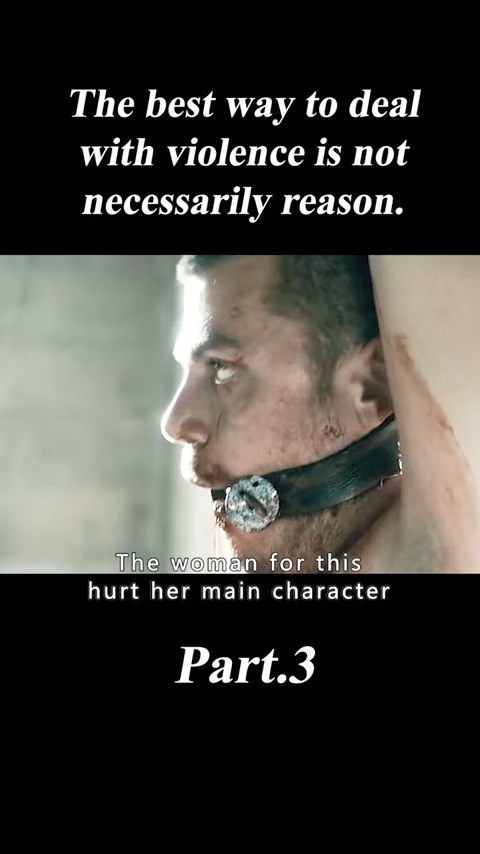 The best way to deal
with violence is not
necessarily reason.
The woman for this
hurt her main character
Part.3